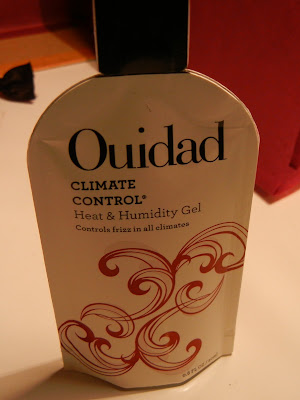 Ouidad
CLIMATE
CONTROL®
Heat & Humidity Gel
Controls frizz in all climates